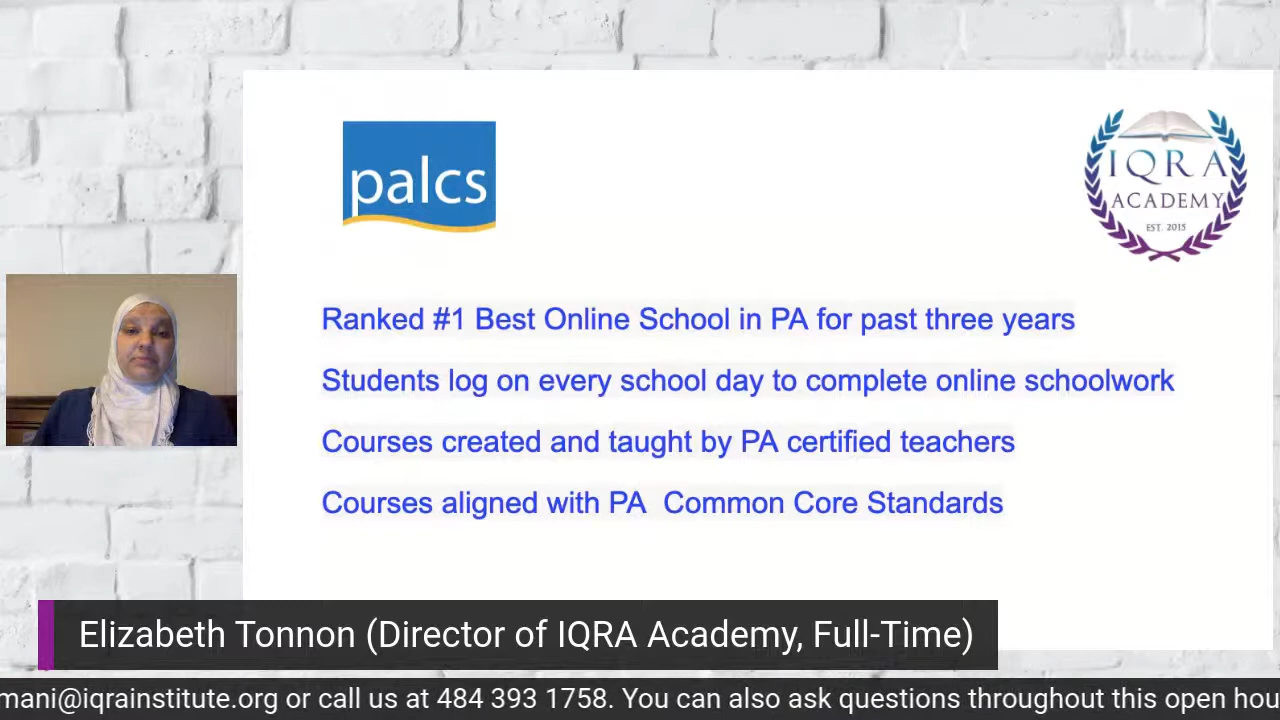 palcs
IQRA
ACADEMY
EST. 2015
Ranked #1 Best Online School in PA for past three years
Students log on every school day to complete online schoolwork
Courses created and taught by PA certified teachers
Courses aligned with PA  Common Core Standards
Elizabeth Tonnon (Director of IQRA Academy, Full-Time)
mani@iqrainstitute.org or call us at 484 393 1758. You can also ask questions throughout this open hou